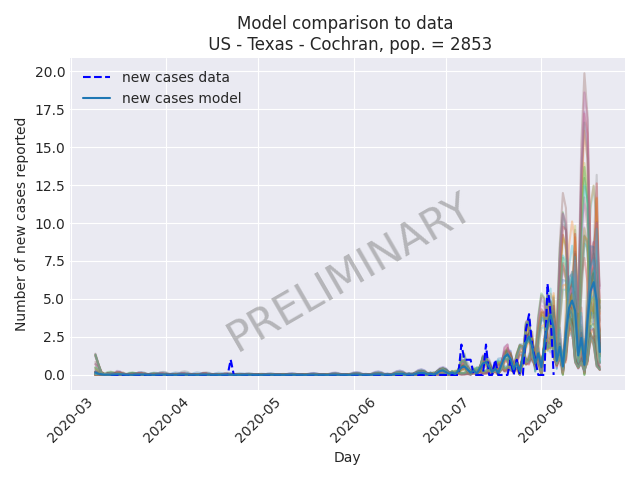 Model comparison to data
US - Texas - Cochran, pop. = 2853
new cases data
new cases model
Number of new cases reported
20.0
17.5
15.0
12.5
10.0
7.5
5.0
2.5
0.0
PRELIMINARY
2020-03
2020-04
2020-05
2020-06
2020-07
2020-08
Day